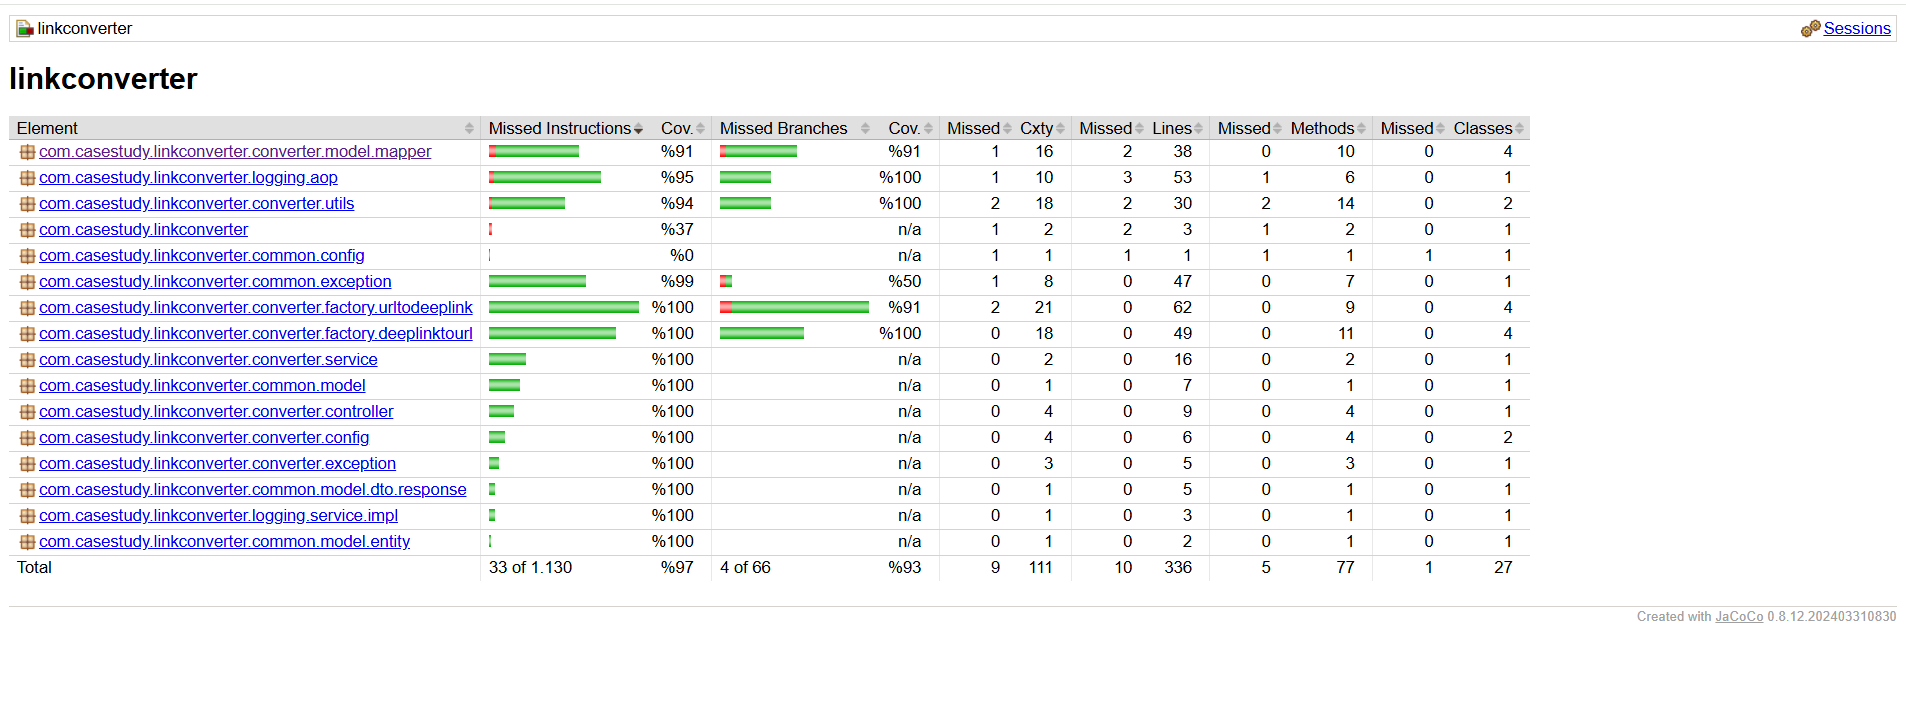 linkconverter Sessions
linkconverter
Element Missed Instructions Cov. Missed Branches Cov. Missed Cxty Missed Lines Missed Methods Missed Classes
com.casestudy.linkconverter.converter.model.mapper %91 %91 1 16 2 38 0 10 0 4
com.casestudy.linkconverter.logging.aop %95 %100 1 10 3 53 1 6 0 1
com.casestudy.linkconverter.converter.utils %94 %100 2 18 2 30 2 14 0 2
com.casestudy.linkconverter %37 n/a 1 2 2 3 1 2 0 1
com.casestudy.linkconverter.common.config %0 n/a 1 1 1 1 1 1 1 1
com.casestudy.linkconverter.common.exception %99 %50 1 8 0 47 0 7 0 1
com.casestudy.linkconverter.converter.factory.urltodeeplink %100 %91 2 21 0 62 0 9 0 4
com.casestudy.linkconverter.converter.factory.deeplinktourl %100 %100 0 18 0 49 0 11 0 4
com.casestudy.linkconverter.converter.service %100 n/a 0 2 0 16 0 2 0 1
com.casestudy.linkconverter.common.model %100 n/a 0 1 0 7 0 1 0 1
com.casestudy.linkconverter.converter.controller %100 n/a 0 4 0 9 0 4 0 1
com.casestudy.linkconverter.converter.config %100 n/a 0 4 0 6 0 4 0 2
com.casestudy.linkconverter.converter.exception %100 n/a 0 3 0 5 0 3 0 1
com.casestudy.linkconverter.common.model.dto.response %100 n/a 0 1 0 5 0 1 0 1
com.casestudy.linkconverter.logging.service.impl %100 n/a 0 1 0 3 0 1 0 1
com.casestudy.linkconverter.common.model.entity %100 n/a 0 1 0 2 0 1 0 1
Total 33 of 1.130 %97 4 of 66 %93 9 111 10 336 5 77 1 27
Created with JaCoCo 0.8.12.202403310830